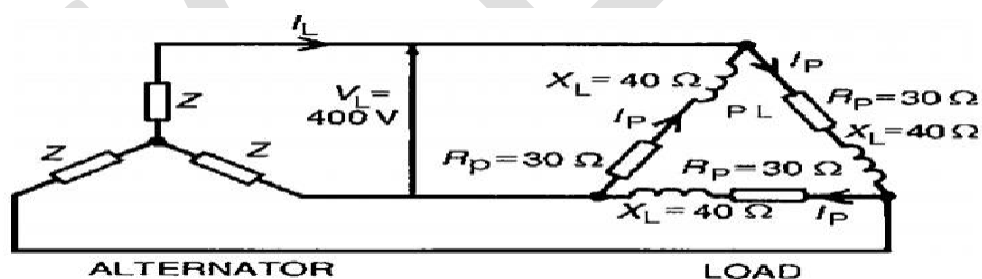 I_L
Z
Z
Z
V_L =
400 V
X_L = 40 Ω
I_P
R_p = 30 Ω
P L
I_P
R_p = 30 Ω
X_L = 40 Ω
R_p = 30 Ω
X_L = 40 Ω
I_P
ALTERNATOR
LOAD